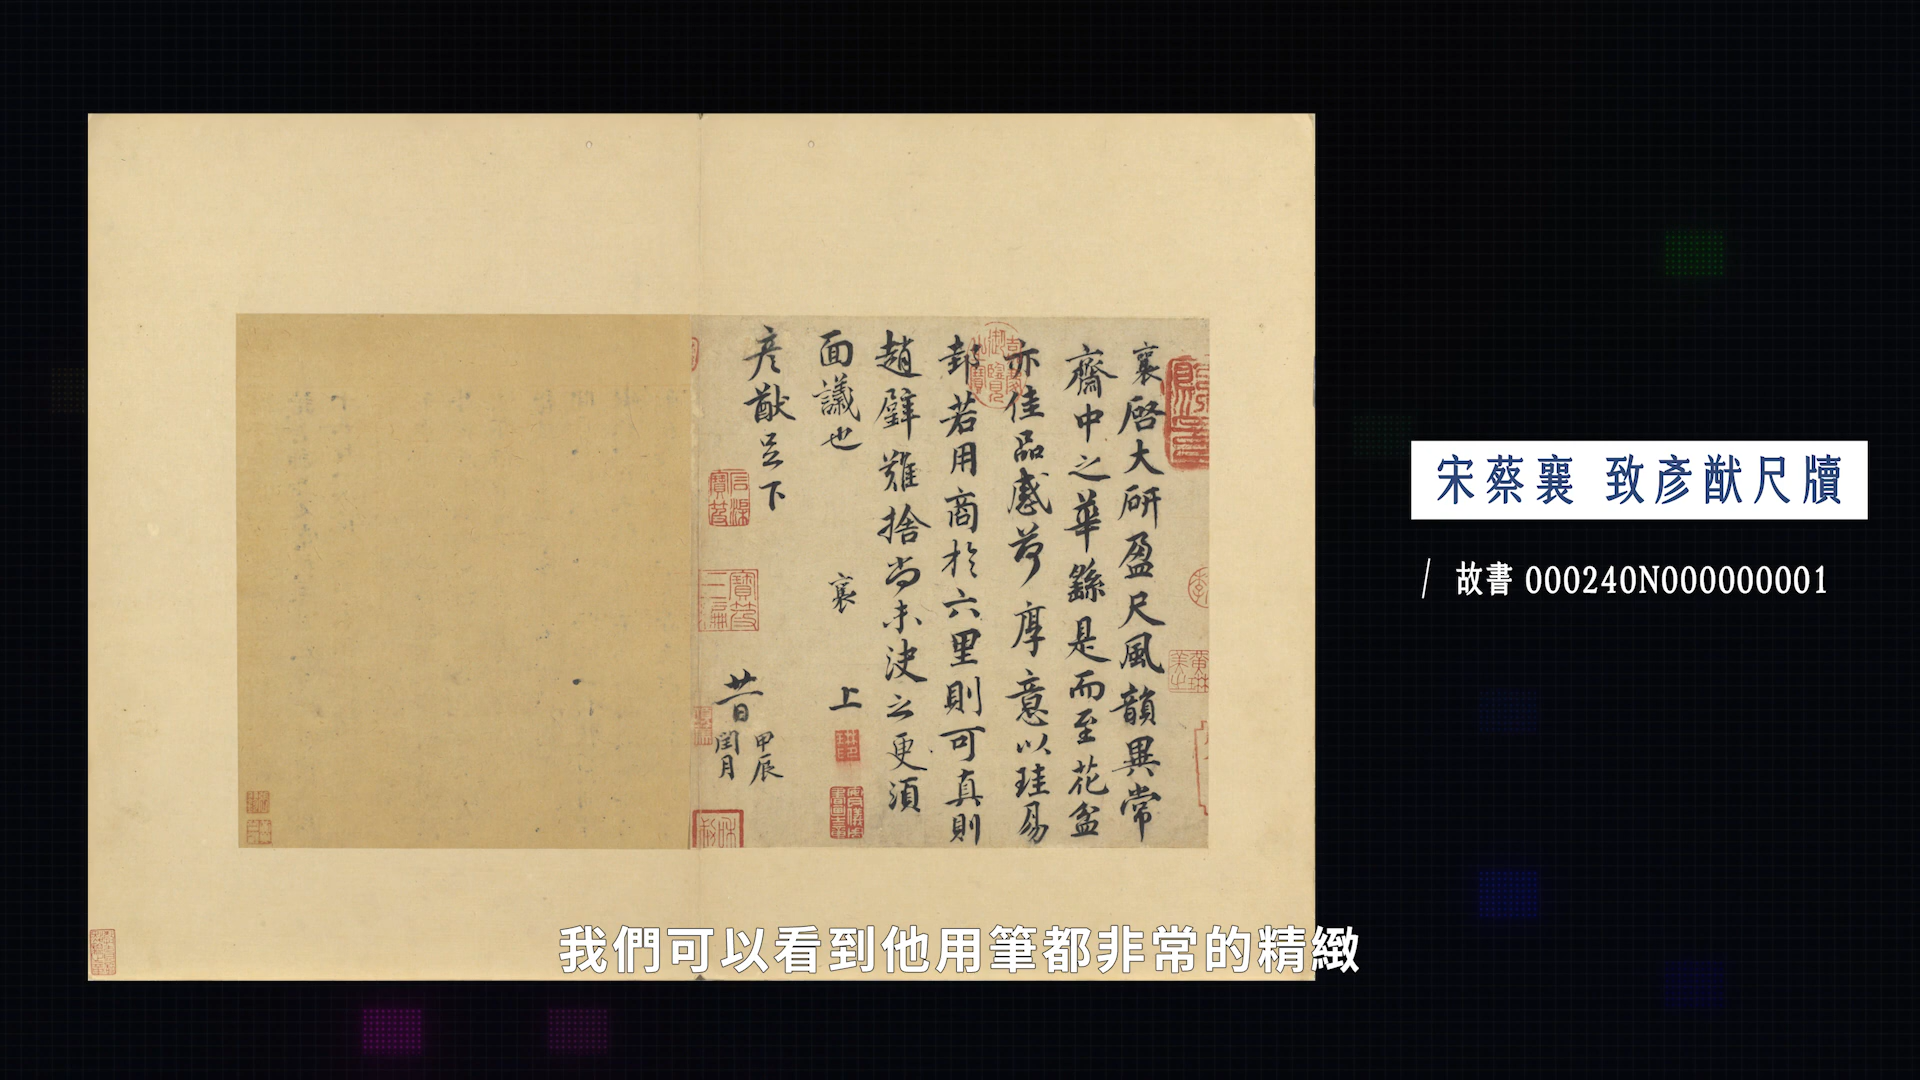 襄啓大研盈尺風韻異常
齋中之華繇是而至花盆
亦佳品感荷厚意以珪易
邽若用商於六里則可真則
趙璧難捨尚未決之更須
面議也 襄 上
彦猷足下
甲辰
閏月
宋蔡襄 致彥猷尺牘
故書 000240N000000001
我們可以看到他用筆都非常的精緻